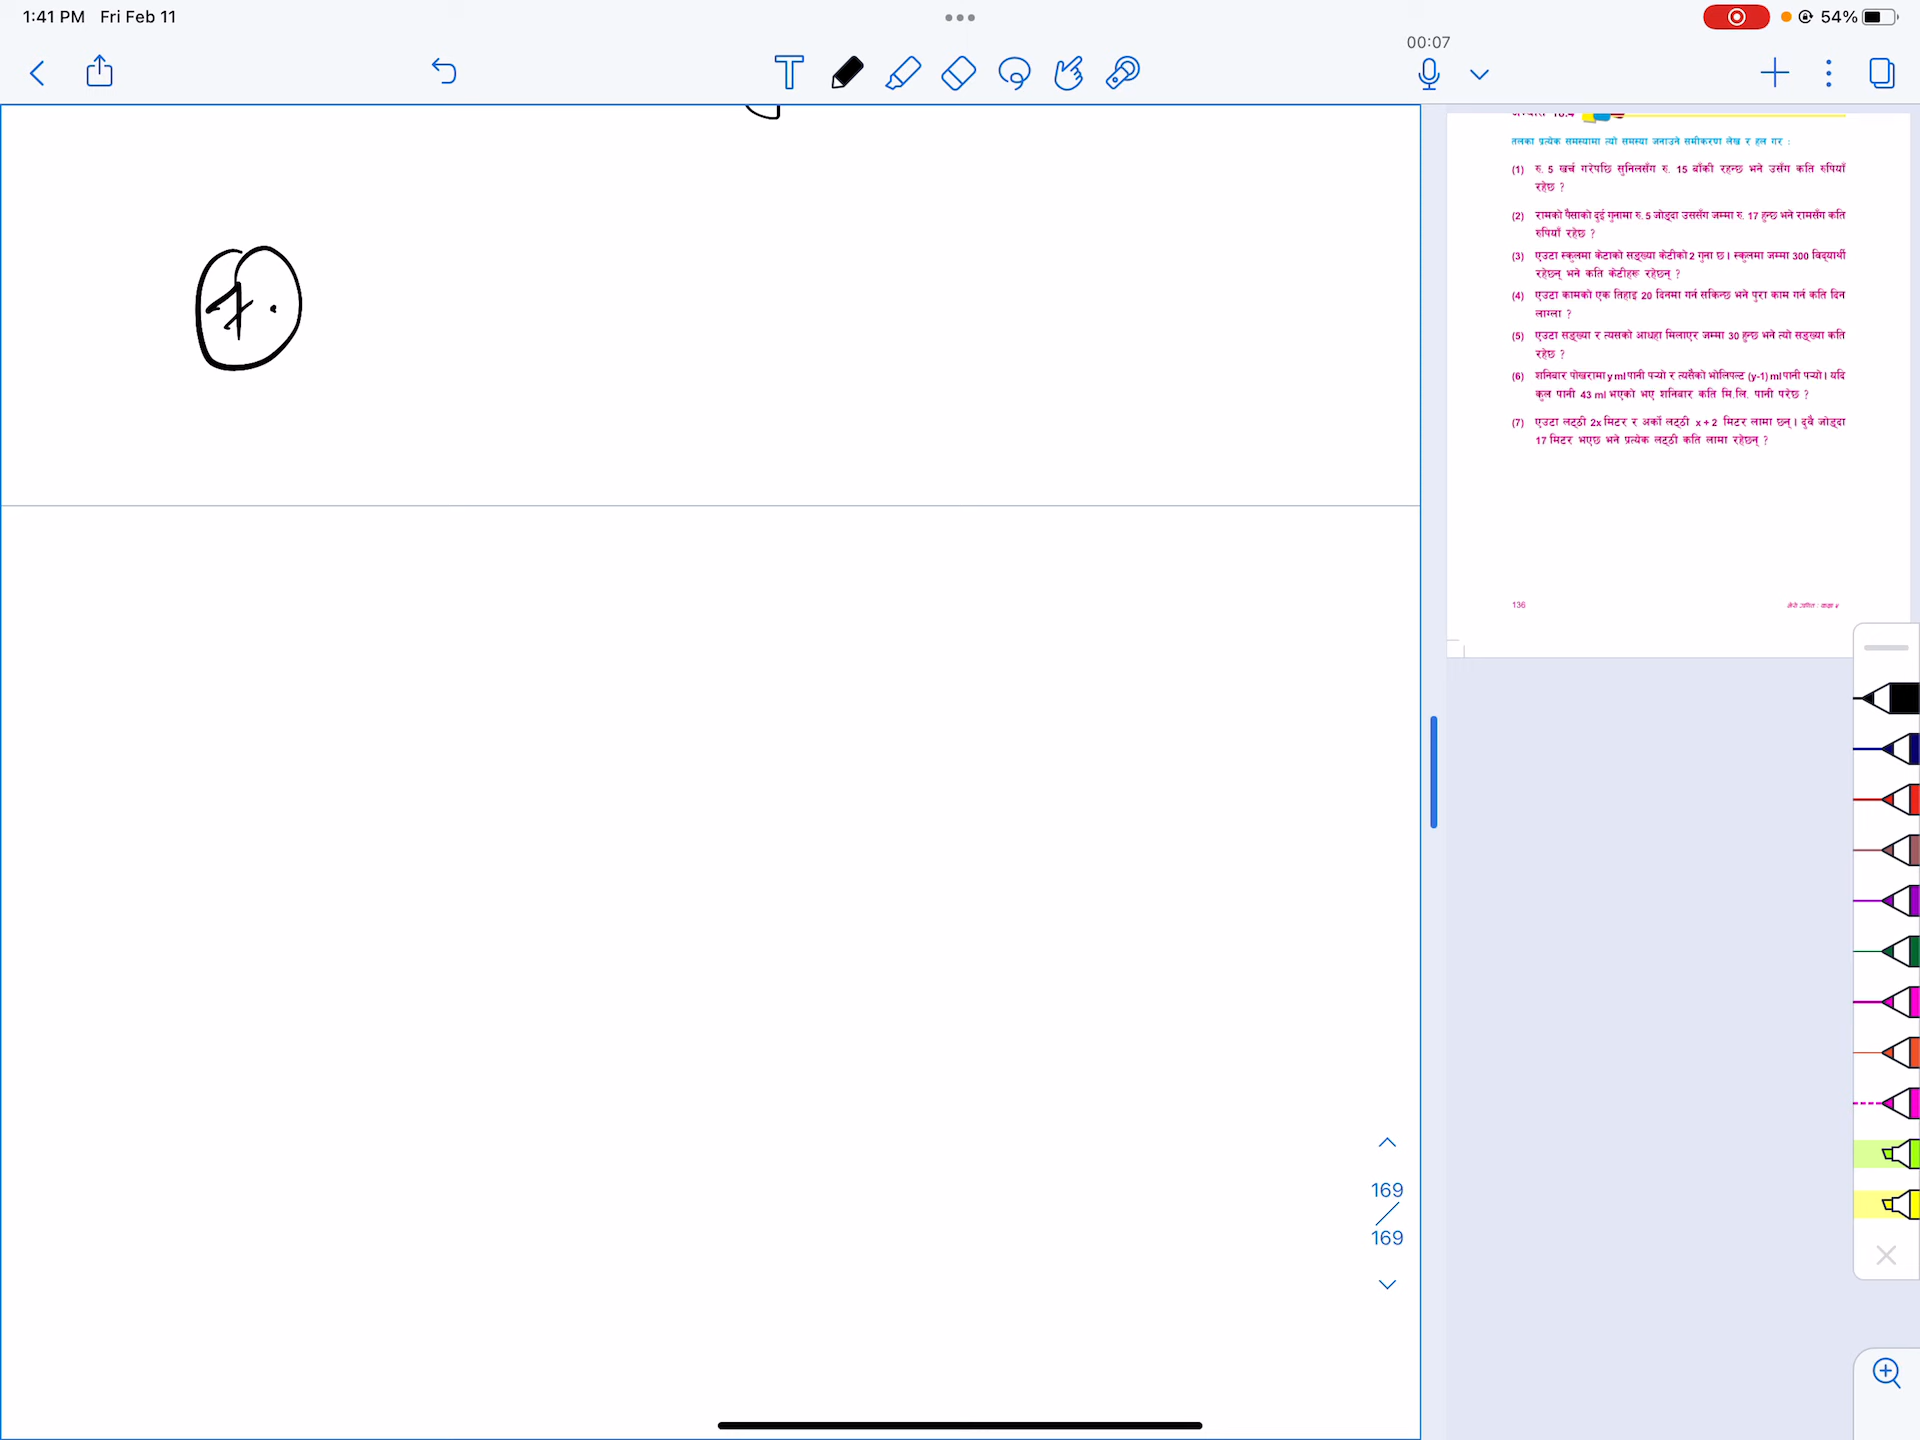 1:41 PM Fri Feb 11
54%
00:07
तलका प्रत्येक समस्यामा त्यो समस्या जनाउने समीकरण लेख र हल गर :
(1) रु. 5 खर्च गरेपछि सुनिलसँग रु. 15 बाँकी रहन्छ भने उसँग कति रुपियाँ
रहेछ ?
(2) रामको पैसाको दुई गुनामा रु. 5 जोड्दा उससँग जम्मा रु. 17 हुन्छ भने रामसँग कति
रुपियाँ रहेछ ?
(3) एउटा स्कुलमा केटाको सङ्ख्या केटीको 2 गुना छ। स्कुलमा जम्मा 300 विद्यार्थी
रहेछन् भने कति केटीहरू रहेछन् ?
(4) एउटा कामको एक तिहाइ 20 दिनमा गर्न सकिन्छ भने पुरा काम गर्न कति दिन
लाग्ला ?
(5) एउटा सङ्ख्या र त्यसको आधा मिलाएर जम्मा 30 हुन्छ भने त्यो सङ्ख्या कति
रहेछ ?
(6) शनिबार पोखरामा y ml पानी पर्‍यो र त्यसैको भोलिपल्ट (y-1) ml पानी पर्‍यो। यदि
कुल पानी 43 ml भएको भए शनिबार कति मि.लि. पानी परेछ ?
(7) एउटा लट्ठी 2x मिटर र अर्को लट्ठी x + 2 मिटर लामा छन्। दुवै जोड्दा
17 मिटर भएछ भने प्रत्येक लट्ठी कति लामा रहेछन् ?
136
169
169